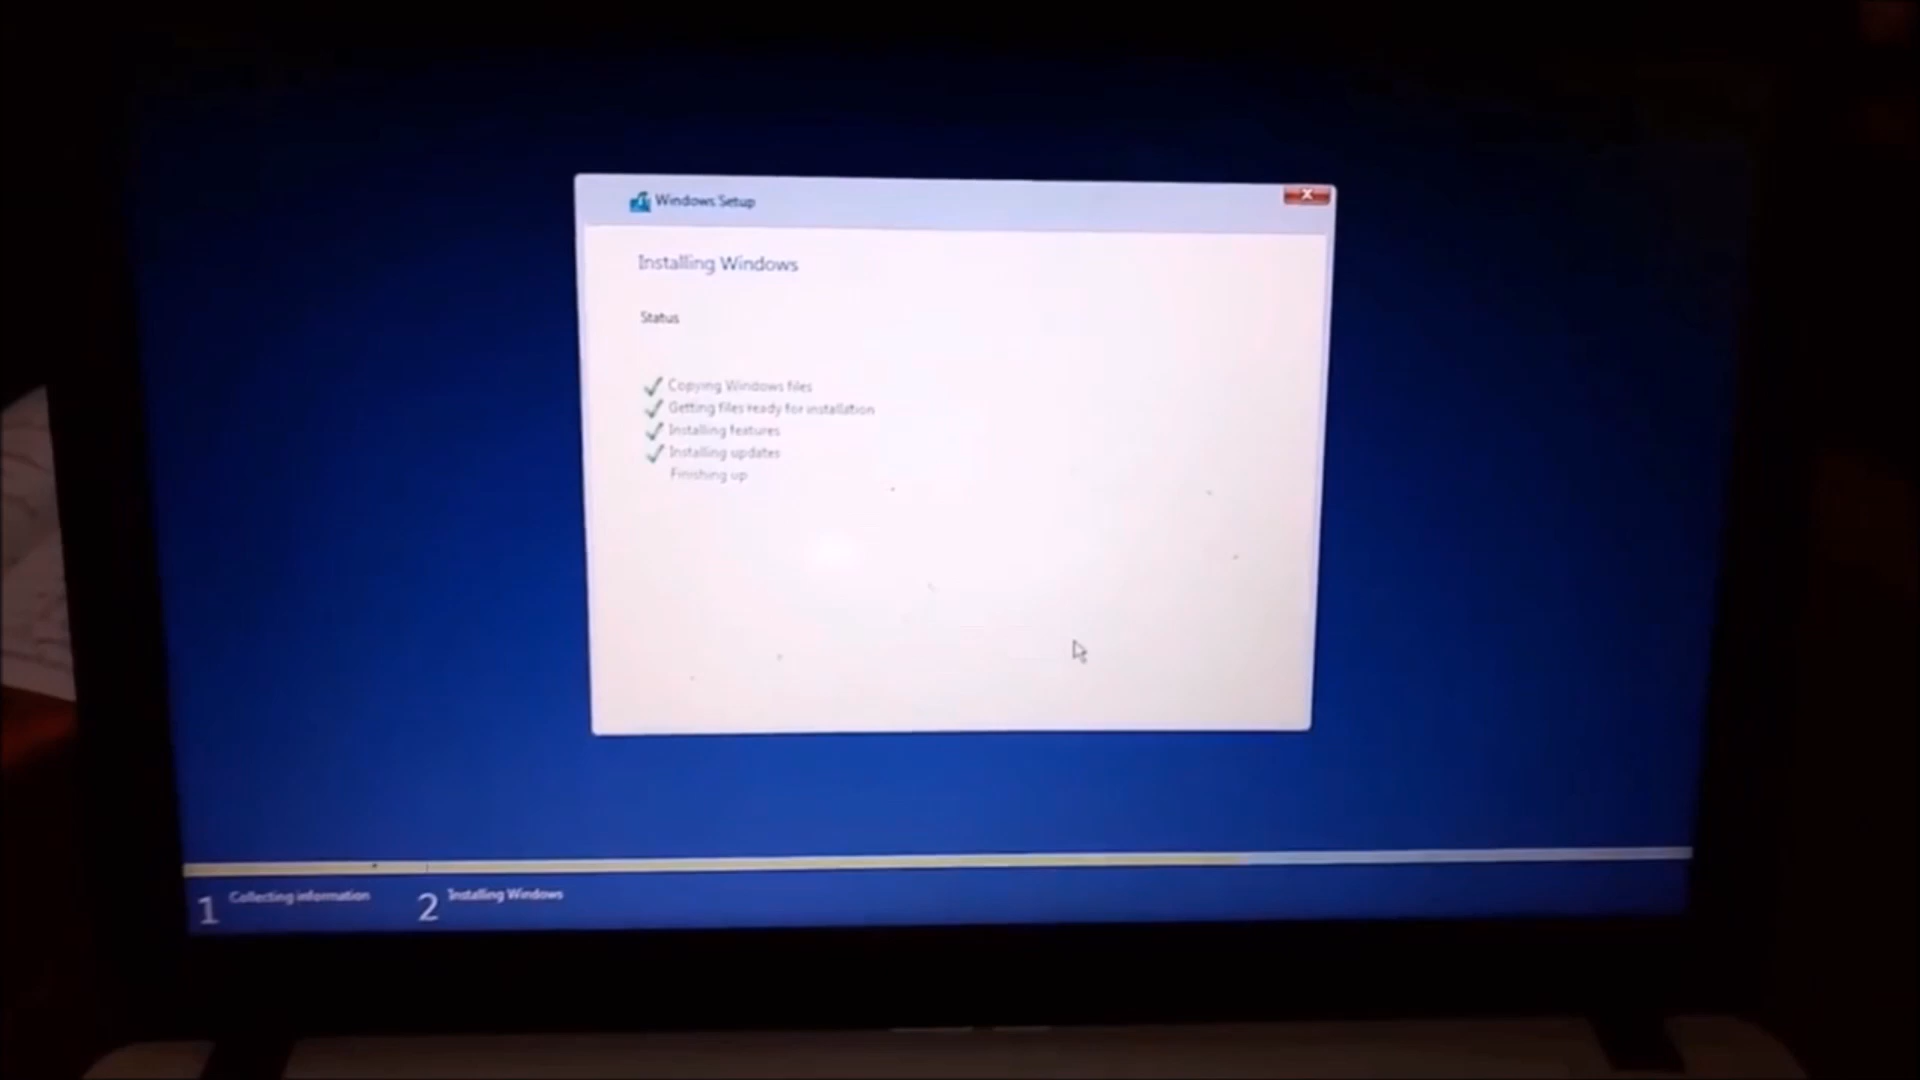 Windows Setup
Installing Windows
Status
Copying Windows files
Getting files ready for installation
Installing features
Installing updates
Finishing up
1 Collecting information
2 Installing Windows